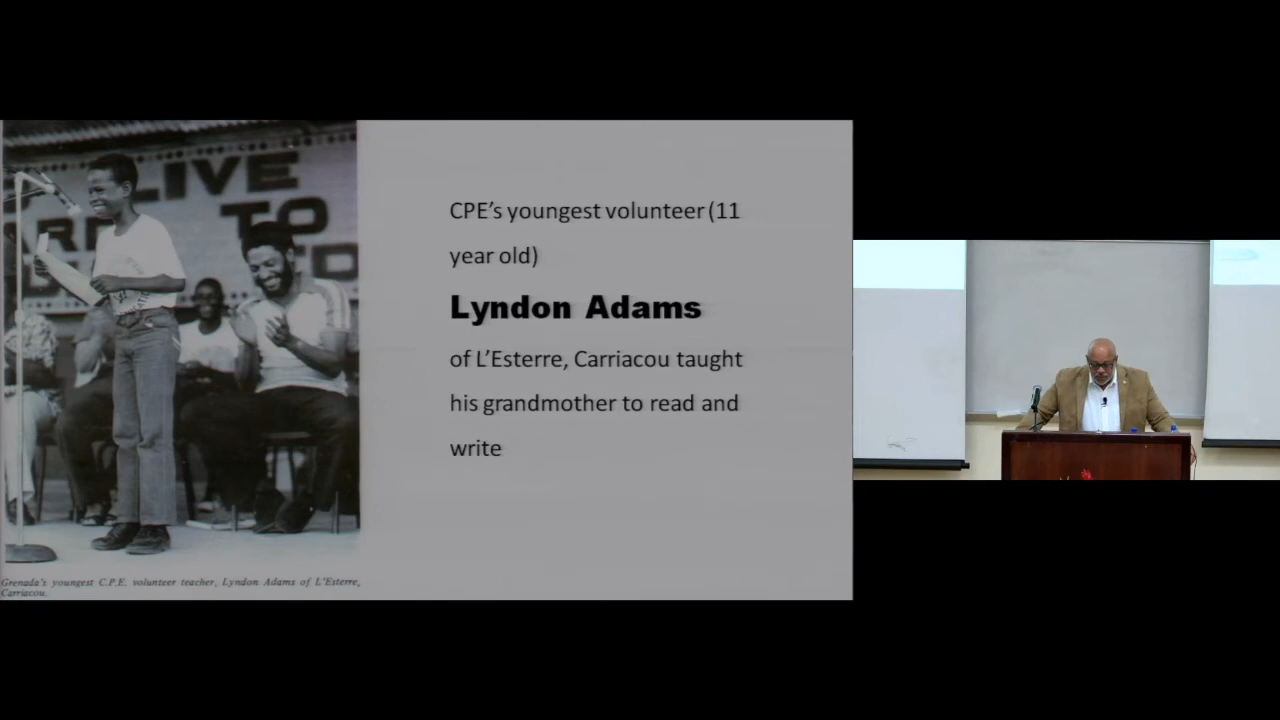 LIVE
TO
CPE's youngest volunteer (11
year old)
Lyndon Adams
of L'Esterre, Carriacou taught
his grandmother to read and
write
Grenada's youngest C.P.E. volunteer teacher, Lyndon Adams of L'Esterre,
Carriacou.